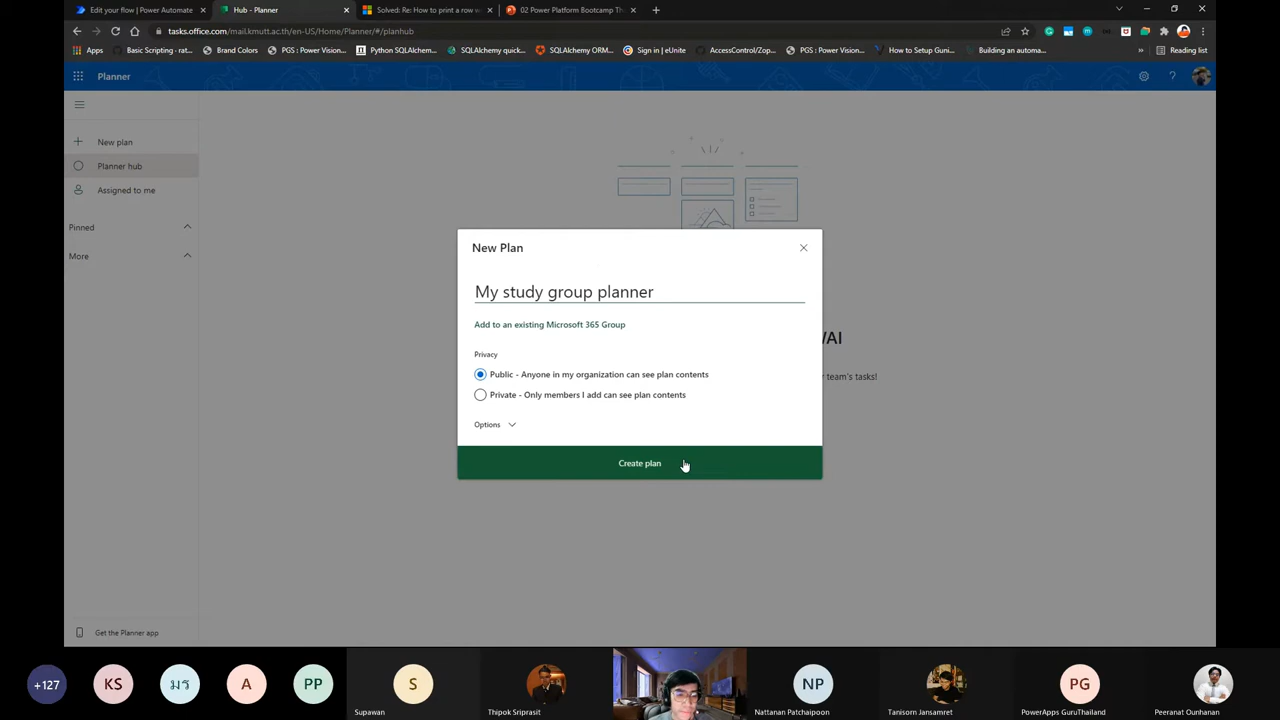 Edit your flow | Power Automate
Hub - Planner
Solved: Re: How to print a row w
02 Power Platform Bootcamp Th
tasks.office.com/mail.kmutt.ac.th/en-US/Home/Planner/#/planhub
Apps
Basic Scripting - rat...
Brand Colors
PGS : Power Vision...
Python SQLAlchemy
SQLAlchemy quick...
SQLAlchemy ORM...
Sign in | eUnite
AccessControl/Zop...
PGS : Power Vision...
How to Setup Guni...
Building an automa...
»
Reading list
Planner
?
New plan
Planner hub
Assigned to me
Pinned
More
New Plan
My study group planner
Add to an existing Microsoft 365 Group
Privacy
Public - Anyone in my organization can see plan contents
Private - Only members I add can see plan contents
Options
Create plan
r team's tasks!
Get the Planner app
+127
KS
มร
A
PP
S
Supawan
Thipok Sriprasit
NP
Nattanan Patchaipoon
Tanisorn Jansamret
PG
PowerApps GuruThailand
Peeranat Ounhanan